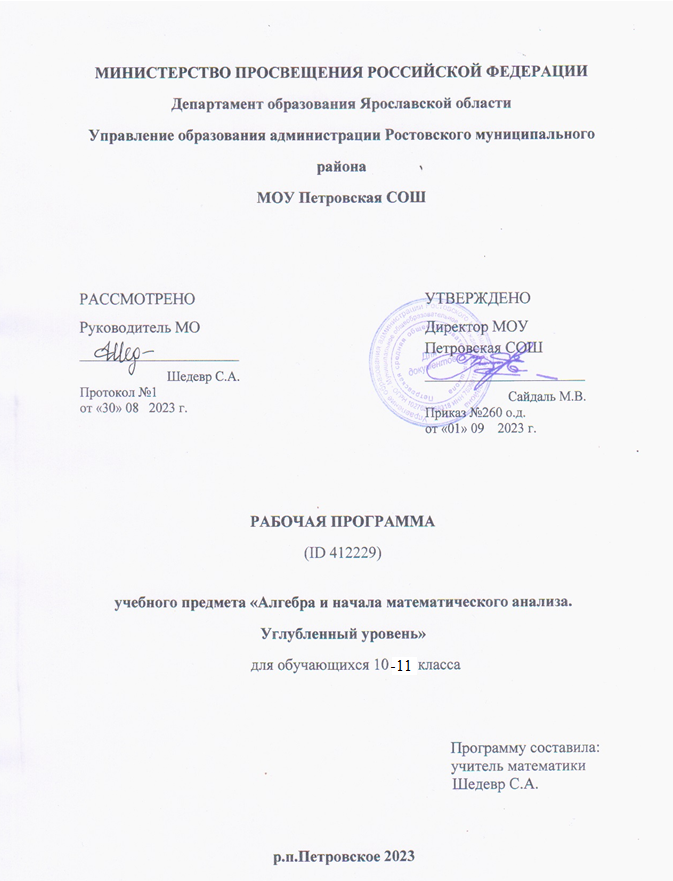 МИНИСТЕРСТВО ПРОСВЕЩЕНИЯ РОССИЙСКОЙ ФЕДЕРАЦИИ
Департамент образования Ярославской области
Управление образования администрации Ростовского муниципального
района
МОУ Петровская СОШ
РАССМОТРЕНО
Руководитель МО
Шедевр С.А.
Протокол №1
от «30» 08 2023 г.
УТВЕРЖДЕНО
Директор МОУ
Петровская СОШ
Сайдаль М.В.
Приказ №260 о.д.
от «01» 09 2023 г.
Для
документов
РАБОЧАЯ ПРОГРАММА
(ID 412229)
учебного предмета «Алгебра и начала математического анализа.
Углубленный уровень»
для обучающихся 10-11 класса
Программу составила:
учитель математики
Шедевр С.А.
р.п.Петровское 2023